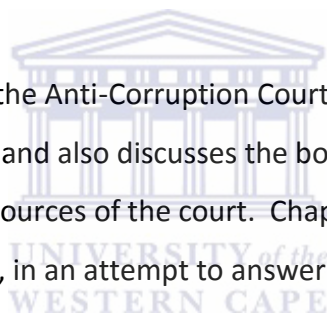 the Anti-Corruption Court
and also discusses the bo
ources of the court. Chap
UNIVERSITY of the
, in an attempt to answer
WESTERN CAPE